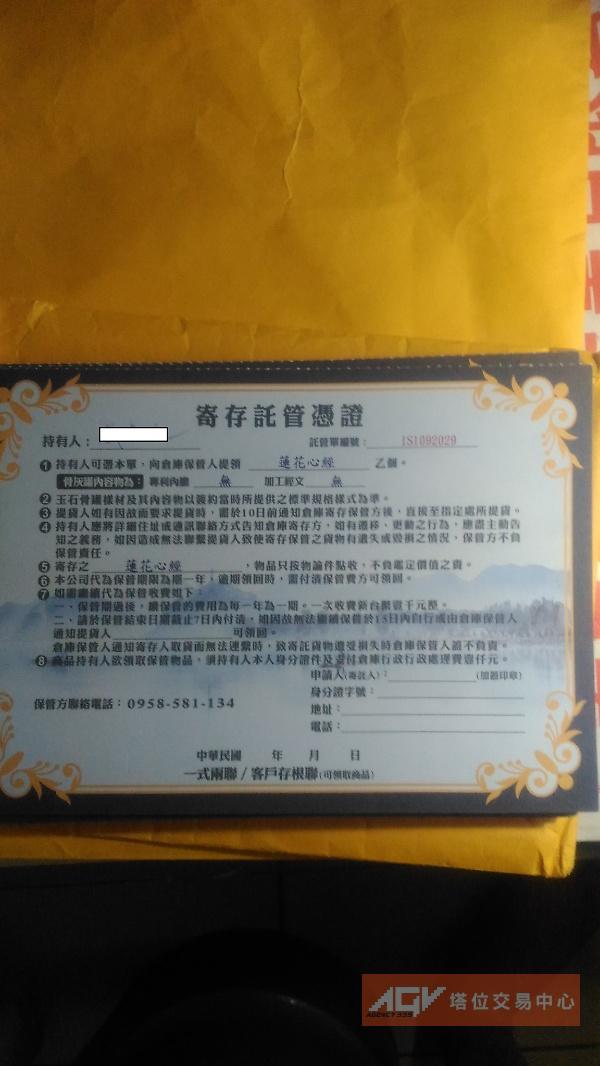 寄存託管憑證
持有人：
託管單編號：IS1092029
❶持有人可憑本單，向倉庫保管人提領 蓮花心經 乙個。
骨灰罐內容物為： 專利內膽 無 加工經文 無
❷玉石骨罐樣材及其內容物以簽約當時所提供之標準規格樣式為準。
❸提貨人如有因故而要求提貨時，需於10日前通知倉庫寄存保管方後，直接至指定處所提貨。
❹持有人應將詳細住址或通訊聯絡方式告知倉庫寄存方，如有遷移、更動之行為，應盡主動告
知之義務，如因造成無法聯繫提貨人致使寄存保管之貨物有遺失或毀損之情況，保管方不負
保管責任。
❺寄存之 蓮花心經 ，物品只按物論件點收，不負鑑定價值之責。
❻本公司代為保管期限為期一年，逾期領回時，需付清保管費方可領回。
❼如需繼續代為保管收費如下：
一、保管期過後，續保管的費用為每一年為一期。一次收費新台幣壹千元整。
二、請於保管結束日期截止7日內付清，如因故無法繼續保管於15日內自行或由倉庫保管人
通知提貨人 可領回。
倉庫保管人通知寄存人取貨而無法連繫時，致寄託貨物遭受損失時倉庫保管人證不負責。
❽商品持有人欲領取保管物品，須持有人本人身分證件及需付倉庫行政行政處理費壹仟元。
申請人(寄託人)： (加蓋印章)
身分證字號：
保管方聯絡電話：0958-581-134
地址：
電話：
中華民國 年 月 日
一式兩聯 / 客戶存根聯(可領取商品)
AGV 塔位交易中心
AGENCY 999